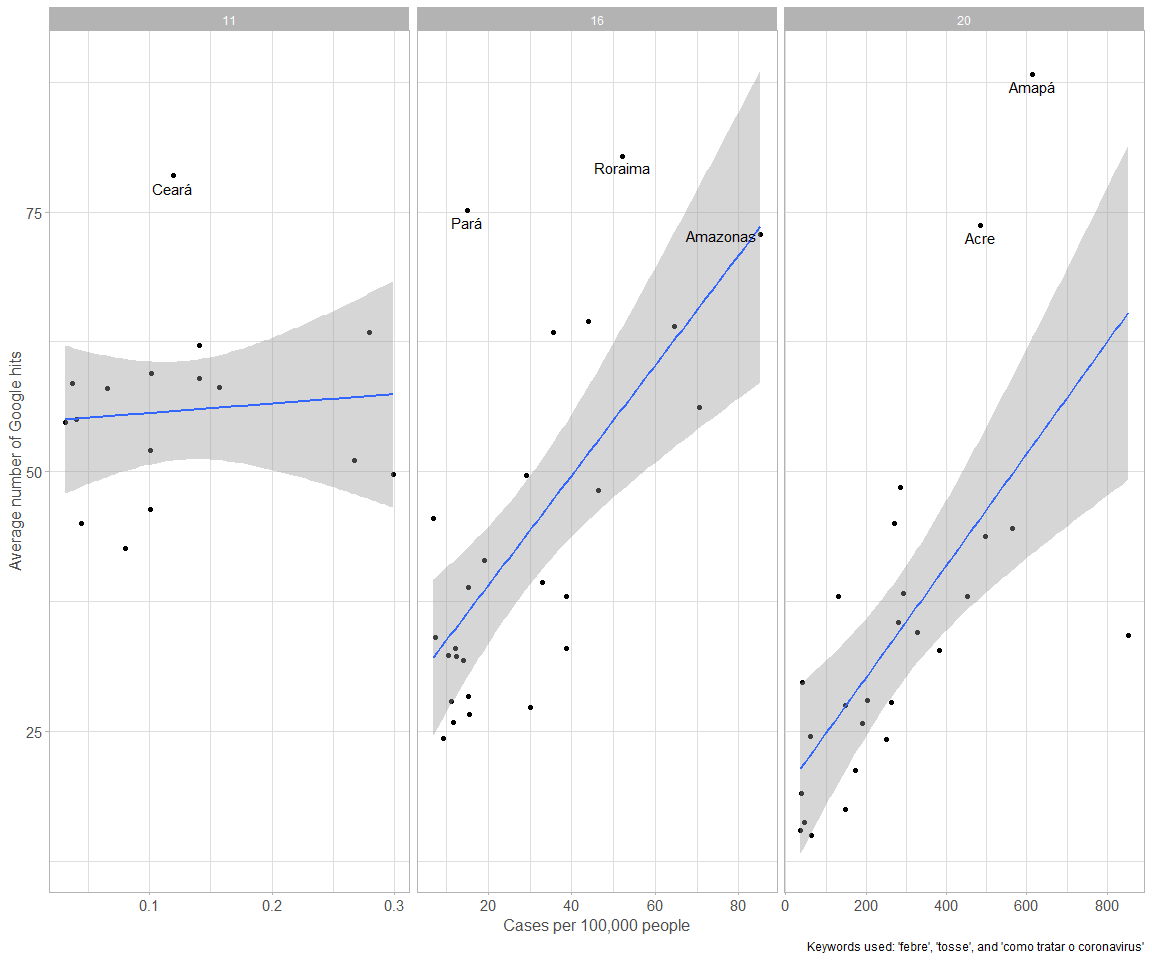 11 16 20
Amapá
Roraima
Ceará
Pará
Amazonas
Acre
75
50
25
Average number of Google hits
0.1 0.2 0.3 20 40 60 80 0 200 400 600 800
Cases per 100,000 people
Keywords used: 'febre', 'tosse', and 'como tratar o coronavirus'